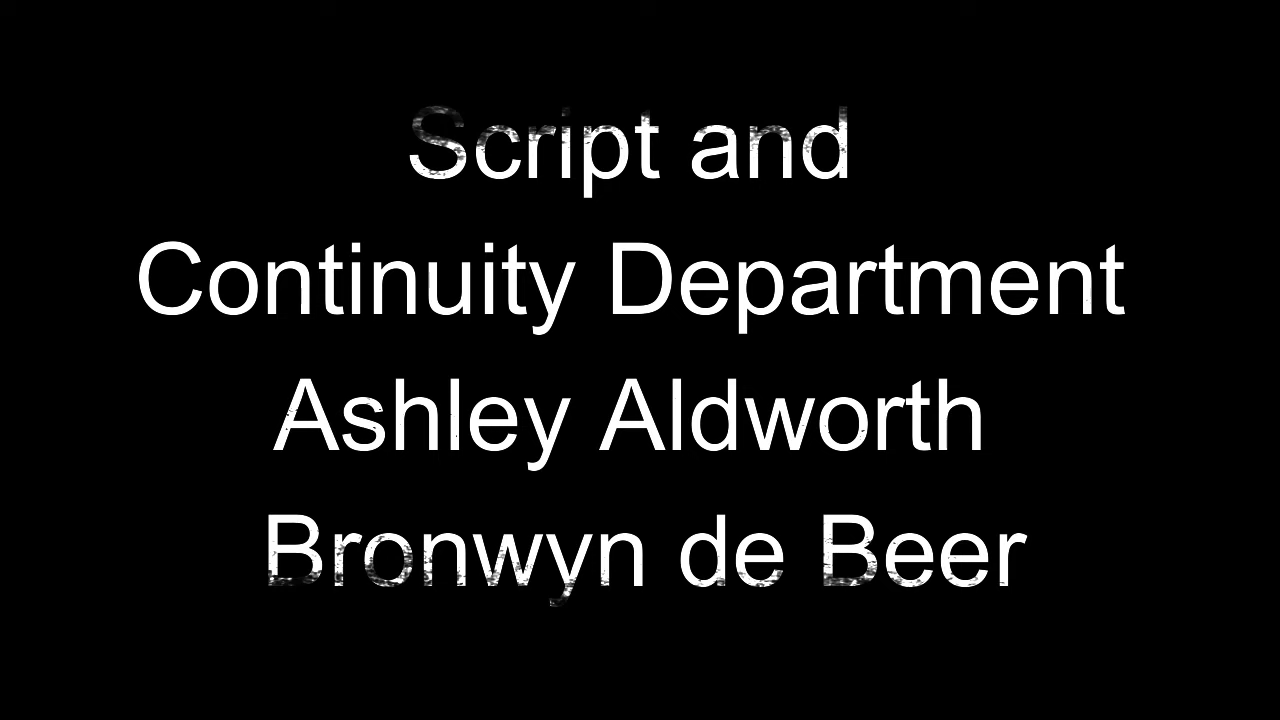 Script and
Continuity Department
Ashley Aldworth
Bronwyn de Beer